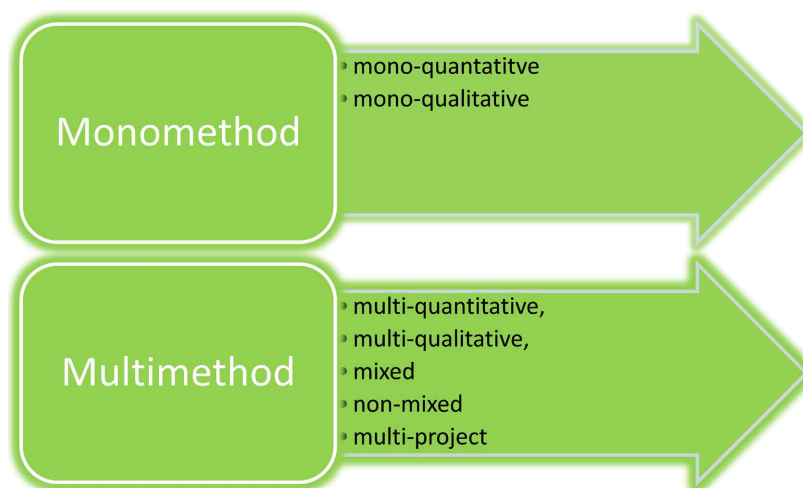 Monomethod
mono-quantatitve
mono-qualitative
Multimethod
multi-quantitative,
multi-qualitative,
mixed
non-mixed
multi-project